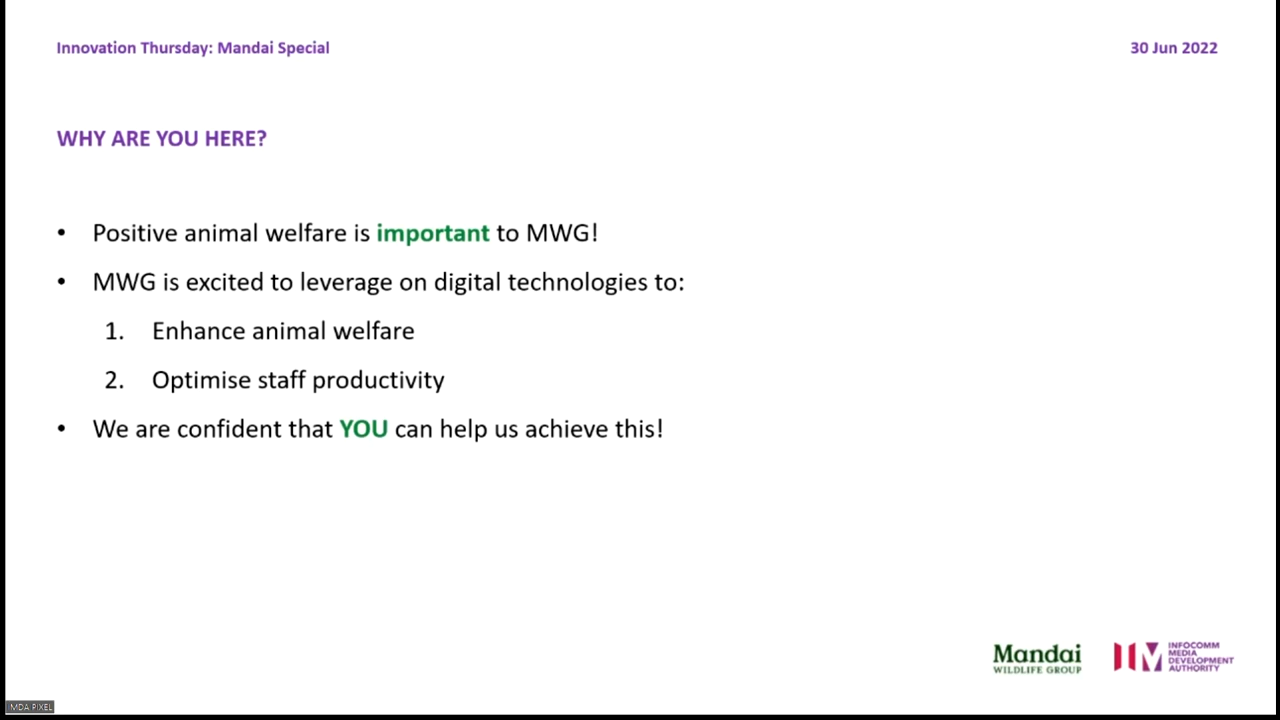 Innovation Thursday: Mandai Special
30 Jun 2022
WHY ARE YOU HERE?
• Positive animal welfare is important to MWG!
• MWG is excited to leverage on digital technologies to:
1. Enhance animal welfare
2. Optimise staff productivity
• We are confident that YOU can help us achieve this!
Mandai
WILDLIFE GROUP
INFOCOMM
MEDIA
DEVELOPMENT
AUTHORITY
IMDA PIXEL